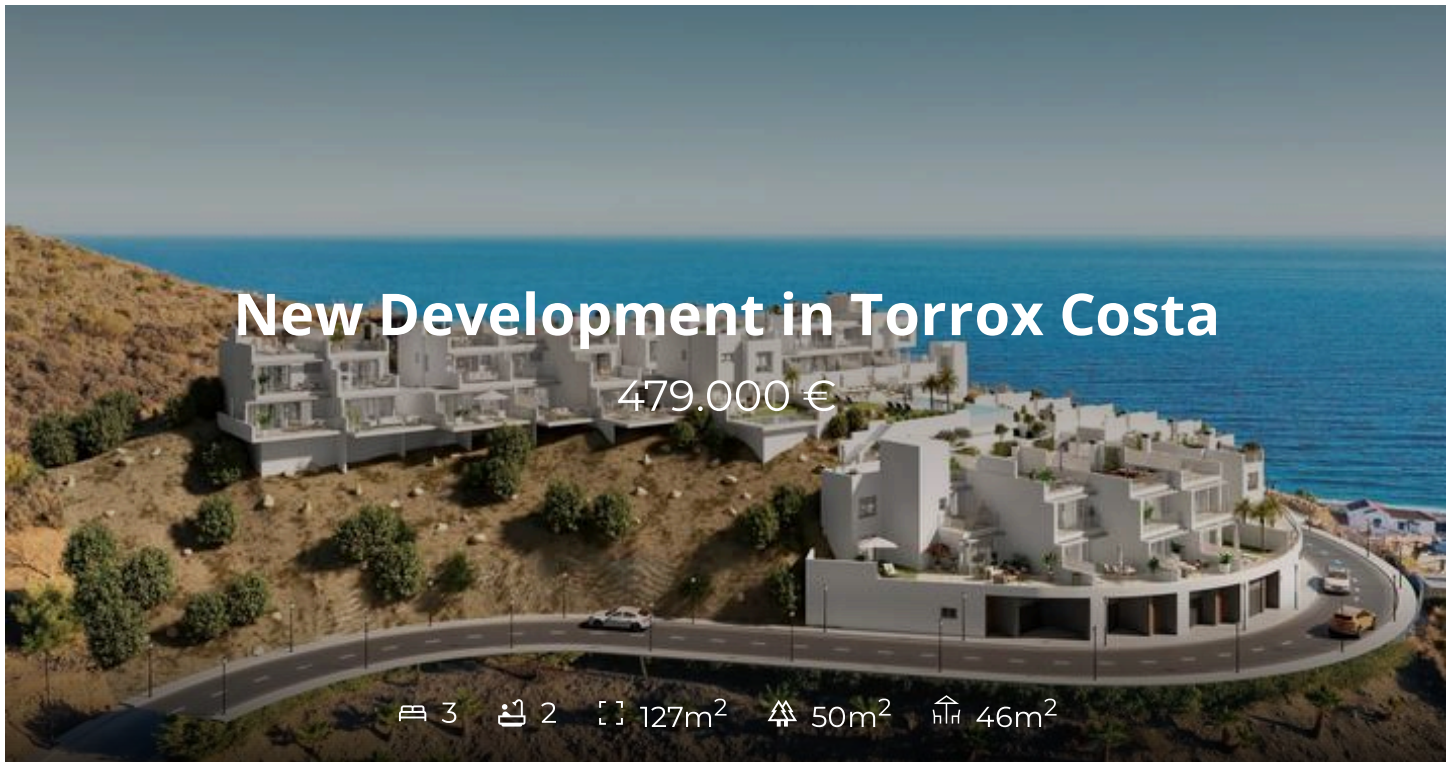 New Development in Torrox Costa
479.000 €
3 2 127m² 50m² 46m²